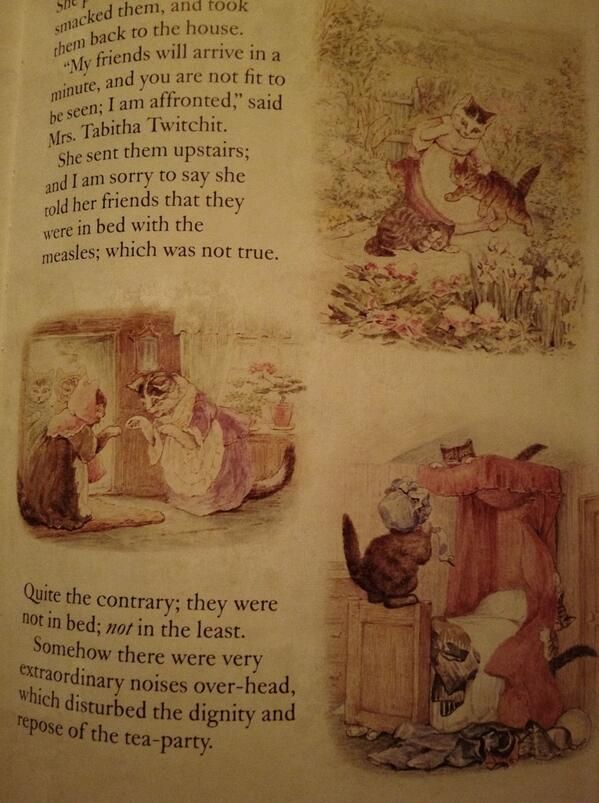 She
smacked them, and took
them back to the house.
"My friends will arrive in a
minute, and you are not fit to
be seen; I am affronted," said
Mrs. Tabitha Twitchit.
She sent them upstairs;
and I am sorry to say she
told her friends that they
were in bed with the
measles; which was not true.
Quite the contrary; they were
not in bed; not in the least.
Somehow there were very
extraordinary noises over-head,
which disturbed the dignity and
repose of the tea-party.